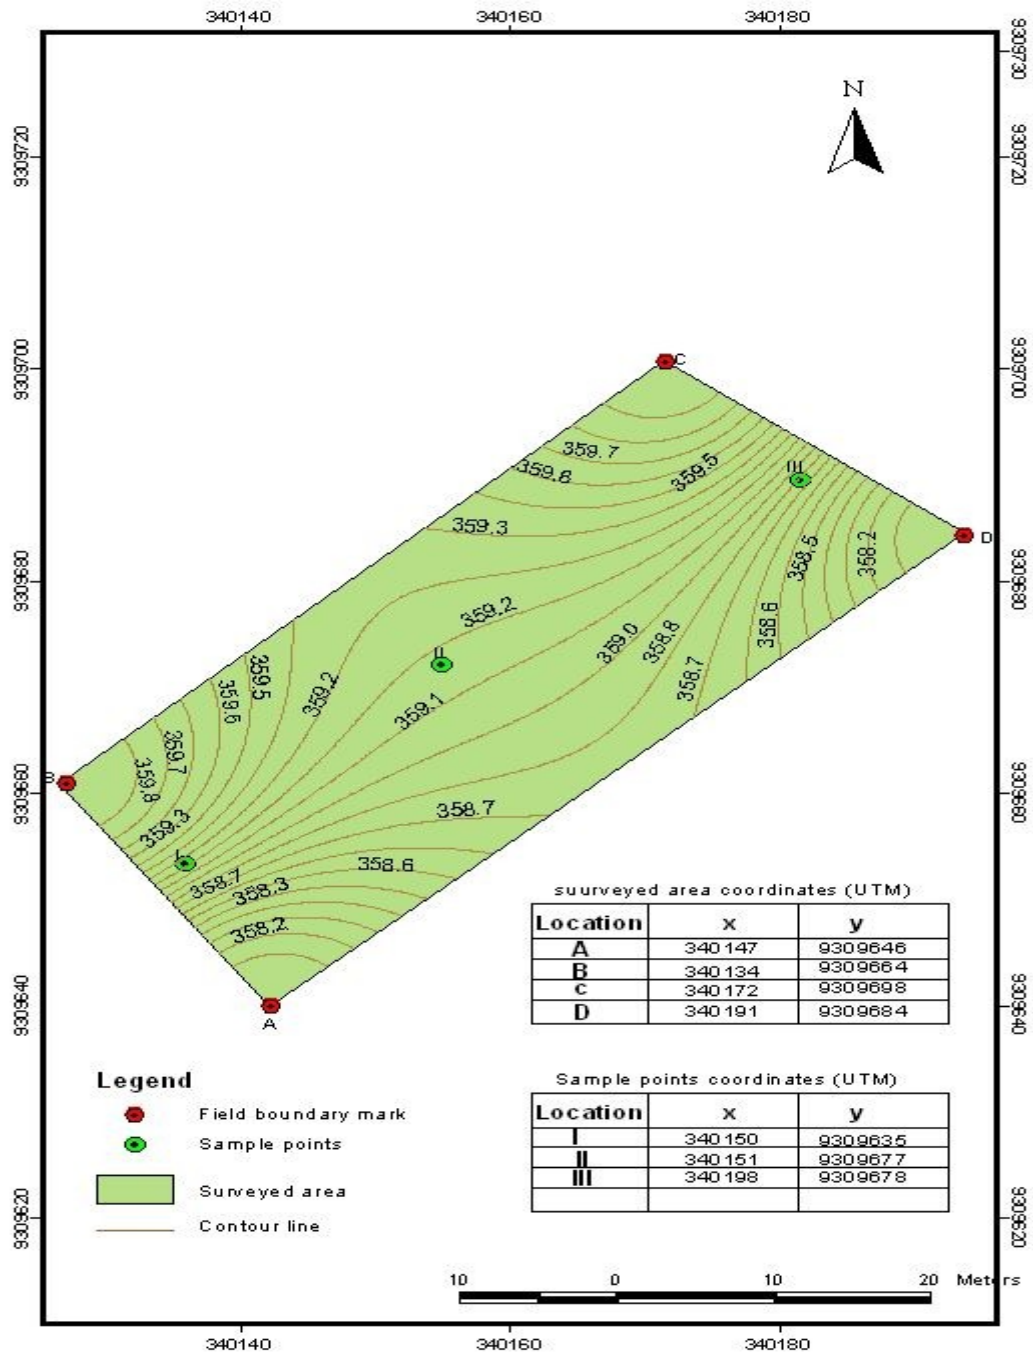 340140 340160 340180
9309730
N
9309720 9309720
9309700 C 9309700
359.7
359.6 359.5 III
359.3 D
358.5 358.2
9309680 9309680
359.2 358.6
II 359.0 358.8
359.5 359.2 358.7
359.6 359.1
359.7
B 359.8
9309660 9309660
359.3 358.7
I
358.7 358.6
358.3
358.2
9309640 9309640
A
suurveyed area coordinates (UTM)
Location x y
A 340147 9309646
B 340134 9309664
c 340172 9309698
D 340191 9309684
Legend
Field boundary mark
Sample points
Surveyed area
Contour line
Sample points coordinates (UTM)
Location x y
I 340150 9309635
II 340151 9309677
III 340198 9309678
9309620 9309620
10 0 10 20 Meters
340140 340160 340180